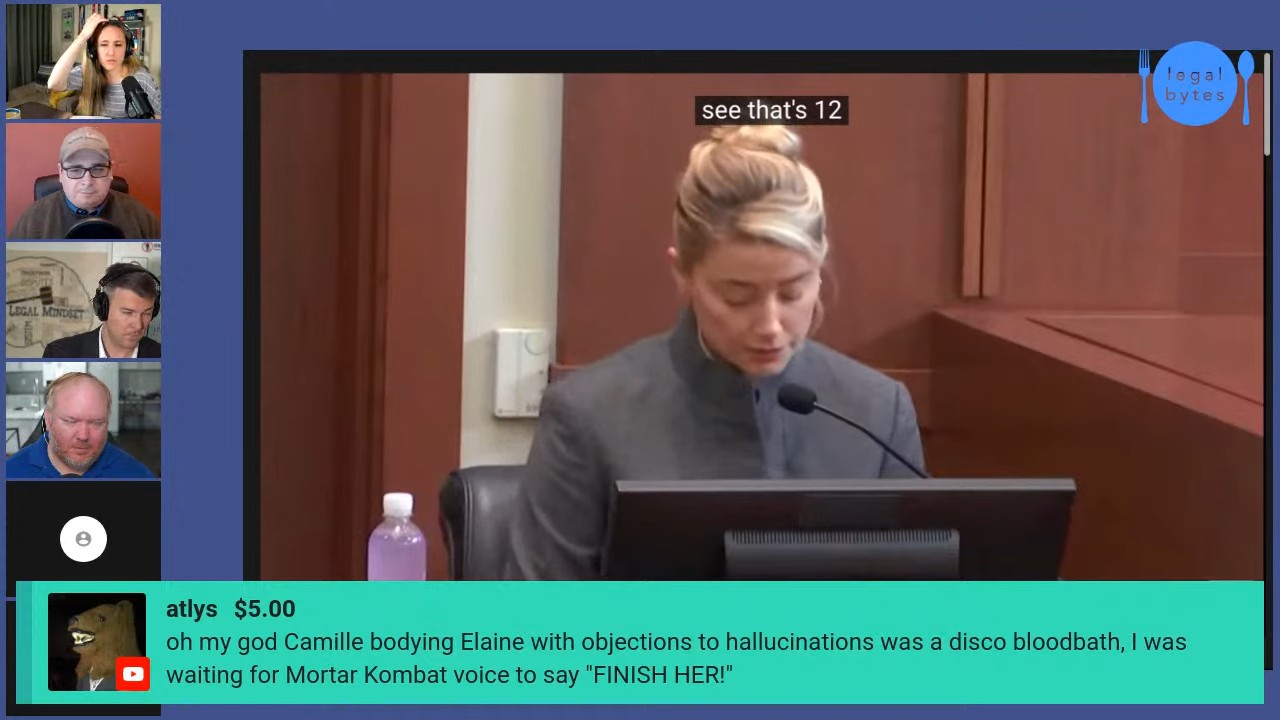 see that's 12
legal
bytes
LEGAL MINDSET
atlys $5.00
oh my god Camille bodying Elaine with objections to hallucinations was a disco bloodbath, I was
waiting for Mortar Kombat voice to say "FINISH HER!"